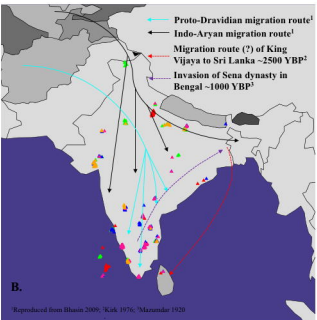 Proto-Dravidian migration route¹
Indo-Aryan migration route¹
Migration route (?) of King
Vijaya to Sri Lanka ~2500 YBP²
Invasion of Sena dynasty in
Bengal ~1000 YBP³
B.
¹Reproduced from Bhasin 2009; ²Kirk 1976; ³Mazumdar 1920